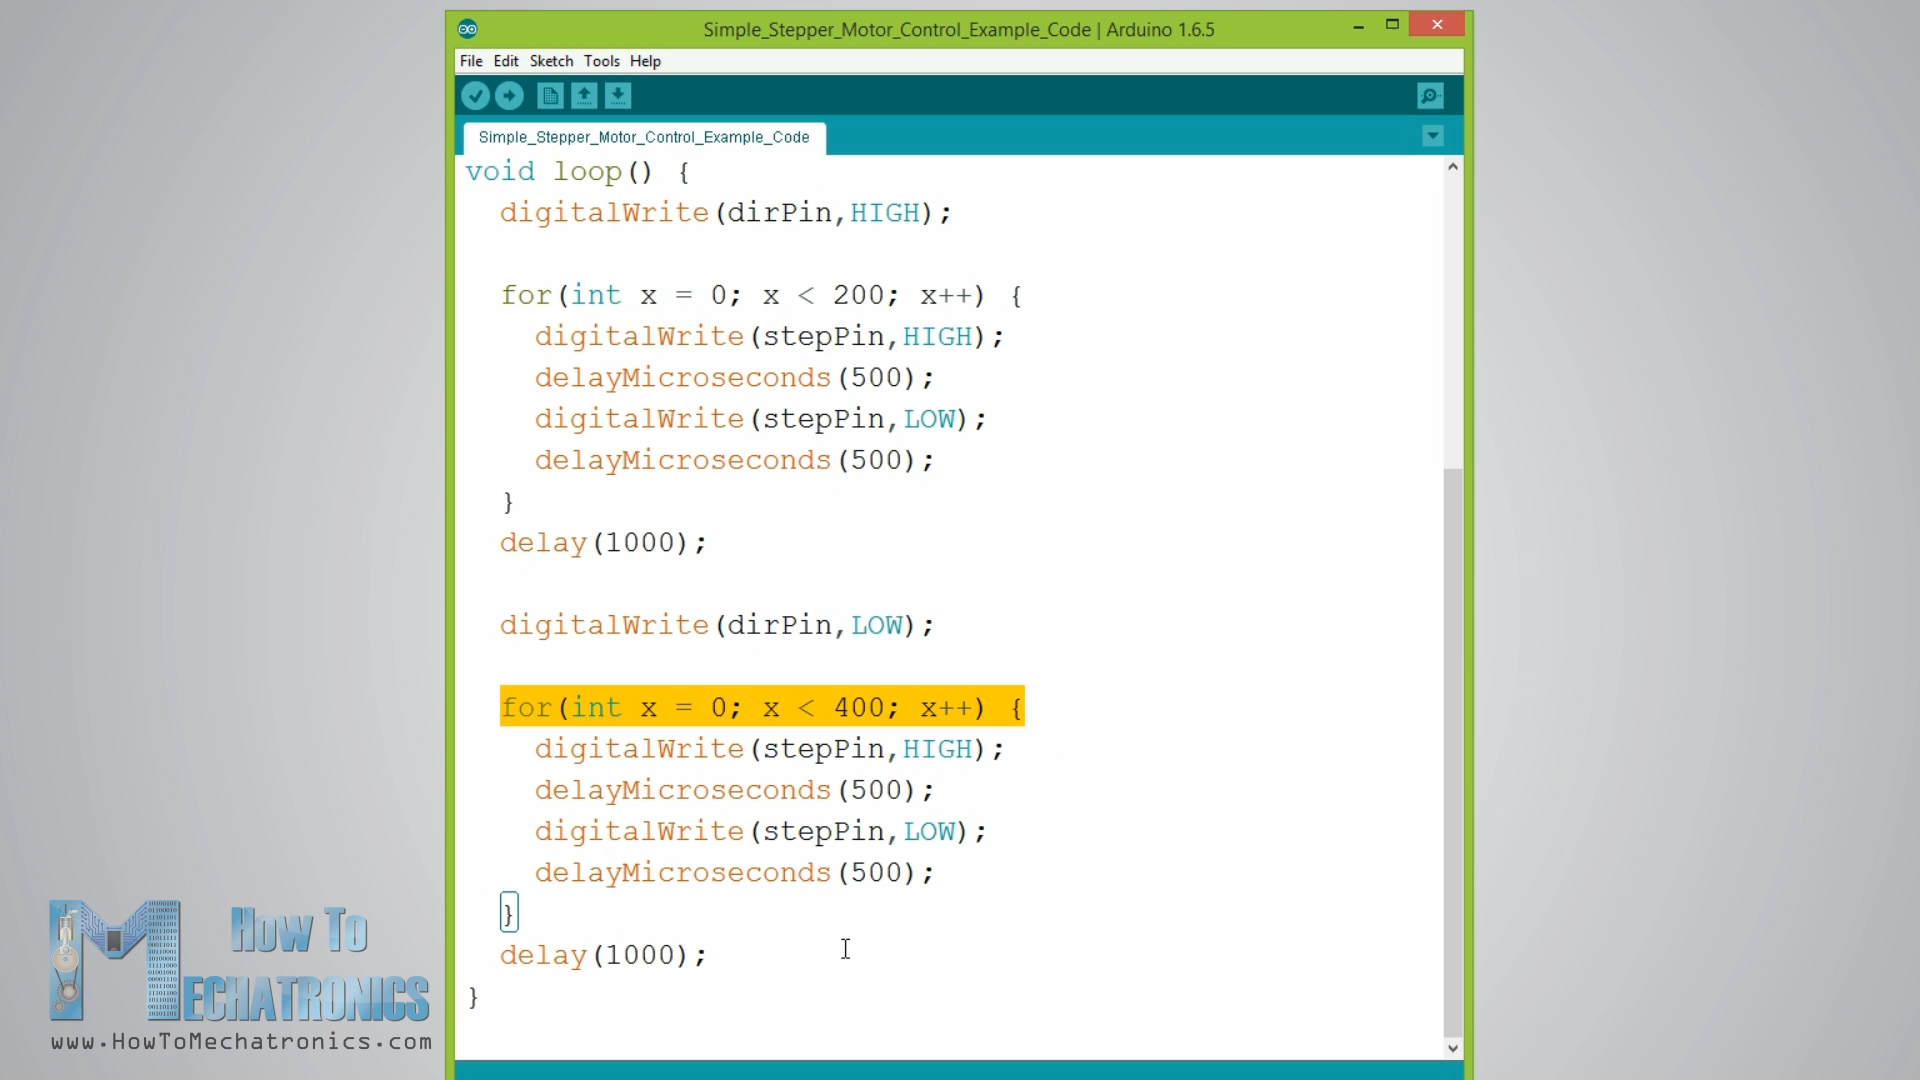 Simple_Stepper_Motor_Control_Example_Code | Arduino 1.6.5
File Edit Sketch Tools Help
Simple_Stepper_Motor_Control_Example_Code
void loop() {
  digitalWrite(dirPin,HIGH);
  for(int x = 0; x < 200; x++) {
    digitalWrite(stepPin,HIGH);
    delayMicroseconds(500);
    digitalWrite(stepPin,LOW);
    delayMicroseconds(500);
  }
  delay(1000);
  digitalWrite(dirPin,LOW);
  for(int x = 0; x < 400; x++) {
    digitalWrite(stepPin,HIGH);
    delayMicroseconds(500);
    digitalWrite(stepPin,LOW);
    delayMicroseconds(500);
  }
  delay(1000);
}
How To
MECHATRONICS
www.HowToMechatronics.com